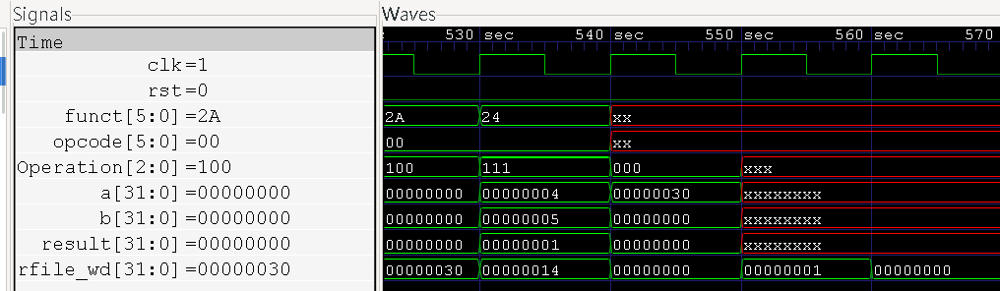 Signals
Waves
Time
530 sec 540 sec 550 sec 560 sec 570
clk=1
rst=0
funct[5:0]=2A 2A 24 xx
opcode[5:0]=00 00 xx
Operation[2:0]=100 100 111 000 xxx
a[31:0]=00000000 00000000 00000004 00000030 xxxxxxxx
b[31:0]=00000000 00000000 00000005 00000000 xxxxxxxx
result[31:0]=00000000 00000000 00000001 00000000 xxxxxxxx
rfile_wd[31:0]=00000030 00000030 00000014 00000000 00000001 00000000